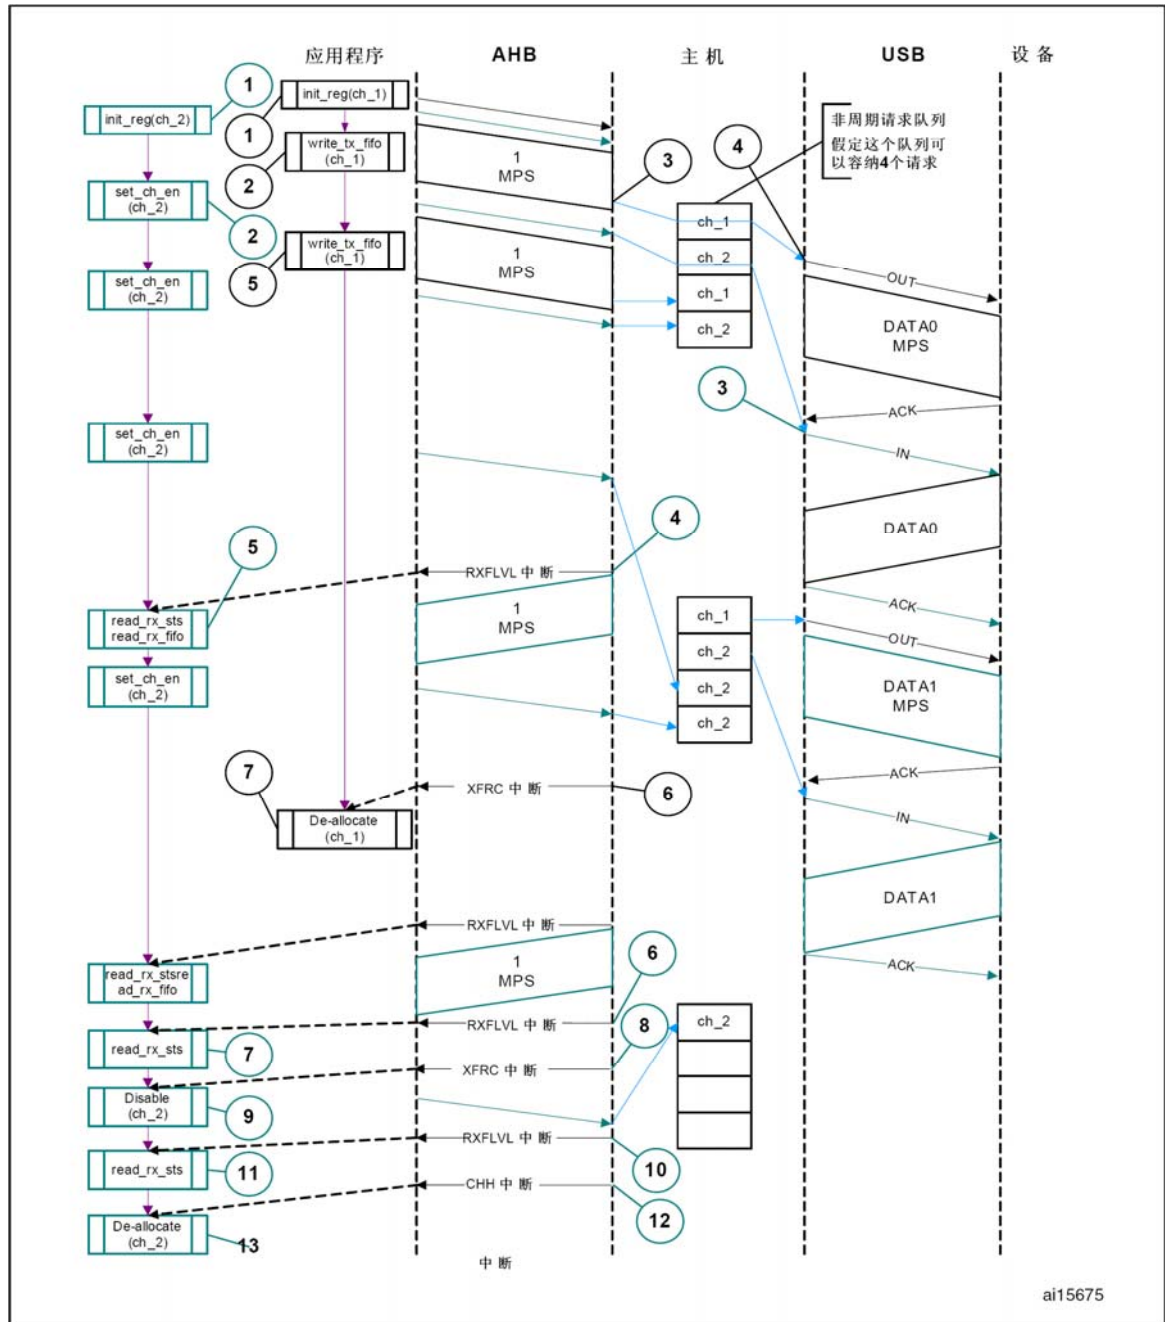 应用程序
AHB
主机
USB
设备
1
init_reg(ch_1)
init_reg(ch_2)
1
非周期请求队列
假定这个队列可
以容纳4个请求
write_tx_fifo
(ch_1)
1
MPS
3
4
2
set_ch_en
(ch_2)
2
ch_1
ch_2
ch_1
ch_2
write_tx_fifo
(ch_1)
5
1
MPS
set_ch_en
(ch_2)
OUT
DATA0
MPS
3
ACK
set_ch_en
(ch_2)
IN
4
DATA0
5
RXFLVL 中断
read_rx_sts
read_rx_fifo
1
MPS
ch_1
ch_2
ch_2
ch_2
ACK
OUT
set_ch_en
(ch_2)
DATA1
MPS
7
XFRC 中断
6
ACK
De-allocate
(ch_1)
IN
DATA1
RXFLVL 中断
read_rx_stsre
ad_rx_fifo
1
MPS
6
ACK
RXFLVL 中断
8
ch_2
read_rx_sts
7
XFRC 中断
Disable
(ch_2)
9
RXFLVL 中断
10
read_rx_sts
11
CHH 中断
12
De-allocate
(ch_2)
13
中断
ai15675